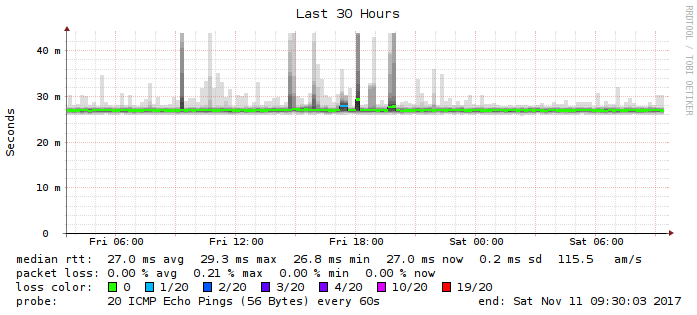 Last 30 Hours
RRDTOOL / TOBI OETIKER
Seconds
40 m
30 m
20 m
10 m
0
Fri 06:00 Fri 12:00 Fri 18:00 Sat 00:00 Sat 06:00
median rtt: 27.0 ms avg 29.3 ms max 26.8 ms min 27.0 ms now 0.2 ms sd 115.5 am/s
packet loss: 0.00 % avg 0.21 % max 0.00 % min 0.00 % now
loss color: 0 1/20 2/20 3/20 4/20 10/20 19/20
probe: 20 ICMP Echo Pings (56 Bytes) every 60s end: Sat Nov 11 09:30:03 2017